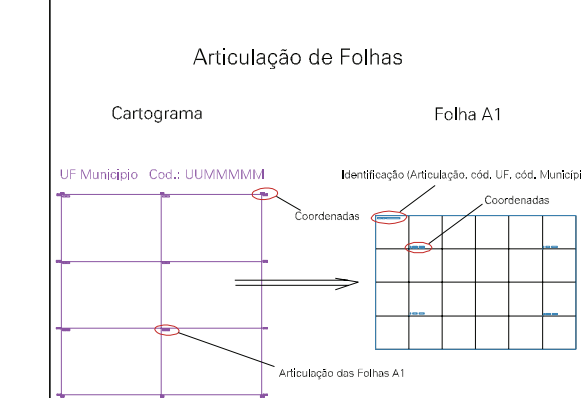 Articulação de Folhas
Cartograma
Folha A1
UF Municipio Cod.: UUMMMMM
Identificação (Articulação, cód. UF, cód. Municípi
Coordenadas
Coordenadas
Articulação das Folhas A1